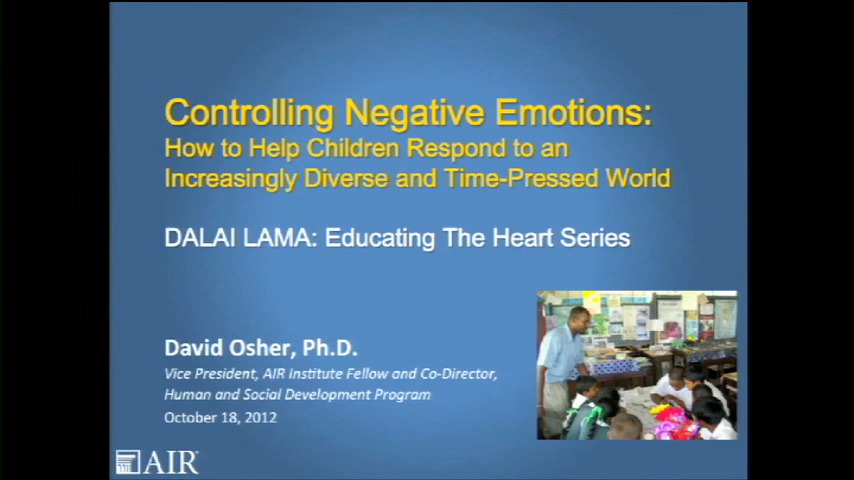 Controlling Negative Emotions:
How to Help Children Respond to an
Increasingly Diverse and Time-Pressed World
DALAI LAMA: Educating The Heart Series
David Osher, Ph.D.
Vice President, AIR Institute Fellow and Co-Director,
Human and Social Development Program
October 18, 2012
AIR